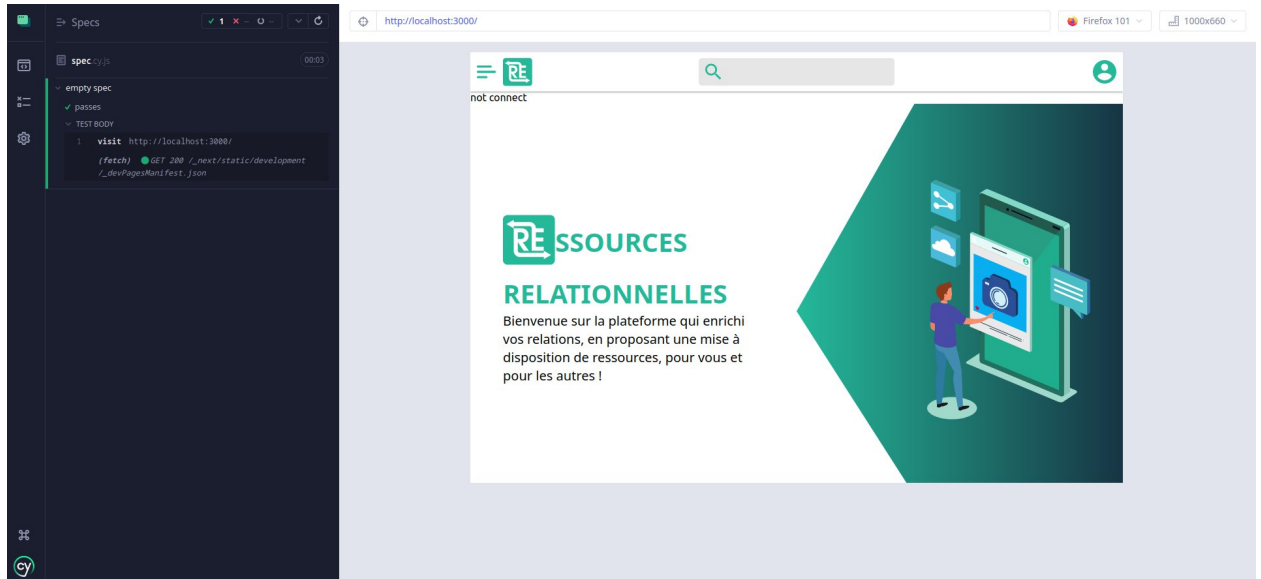 Specs
1
--
--
http://localhost:3000/
Firefox 101
1000x660
spec.cy.js
00:03
empty spec
passes
TEST BODY
1 visit http://localhost:3000/
(fetch) GET 200 /_next/static/development
/_devPagesManifest.json
RE
not connect
RESSOURCES
RELATIONNELLES
Bienvenue sur la plateforme qui enrichi
vos relations, en proposant une mise à
disposition de ressources, pour vous et
pour les autres !
cy